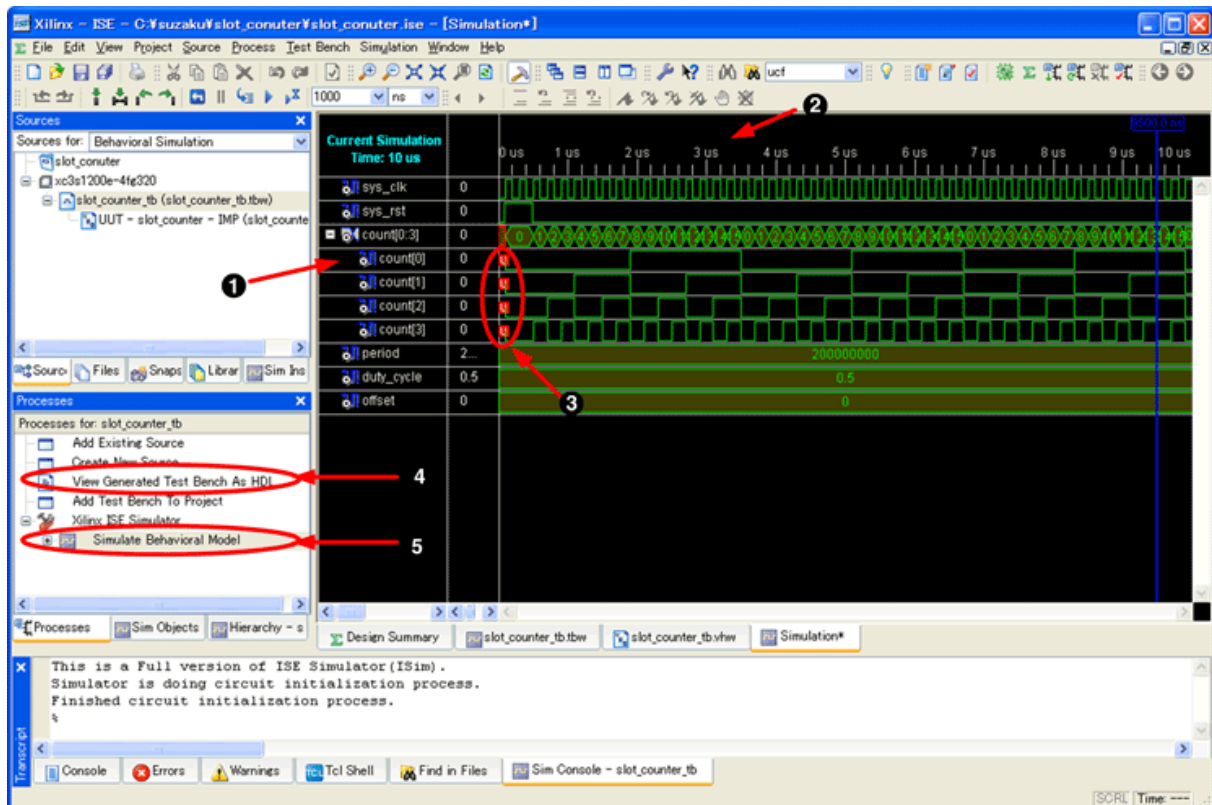 Xilinx - ISE - C:¥suzaku¥slot_conuter¥slot_conuter.ise - [Simulation*]
File Edit View Project Source Process Test Bench Simulation Window Help
ucf
1000 ns
Sources
Sources for: Behavioral Simulation
slot_conuter
xc3s1200e-4fg320
slot_counter_tb (slot_counter_tb.tbw)
UUT - slot_counter - IMP (slot_counte
Sourc Files Snaps Librar Sim Ins
Processes
Processes for: slot_counter_tb
Add Existing Source
Create New Source
View Generated Test Bench As HDL
Add Test Bench To Project
Xilinx ISE Simulator
Simulate Behavioral Model
Processes Sim Objects Hierarchy - s
Current Simulation
Time: 10 us
9500.0 ns
0 us 1 us 2 us 3 us 4 us 5 us 6 us 7 us 8 us 9 us 10 us
sys_clk 0
sys_rst 0
count[0:3] 0
count[0] 0 U
count[1] 0 U
count[2] 0 U
count[3] 0 U
period 2... 200000000
duty_cycle 0.5 0.5
offset 0 0
1
2
3
4
5
Design Summary slot_counter_tb.tbw slot_counter_tb.vhw Simulation*
This is a Full version of ISE Simulator(ISim).
Simulator is doing circuit initialization process.
Finished circuit initialization process.
%
Transcript
Console Errors Warnings Tcl Shell Find in Files Sim Console - slot_counter_tb
SCRL Time: ---